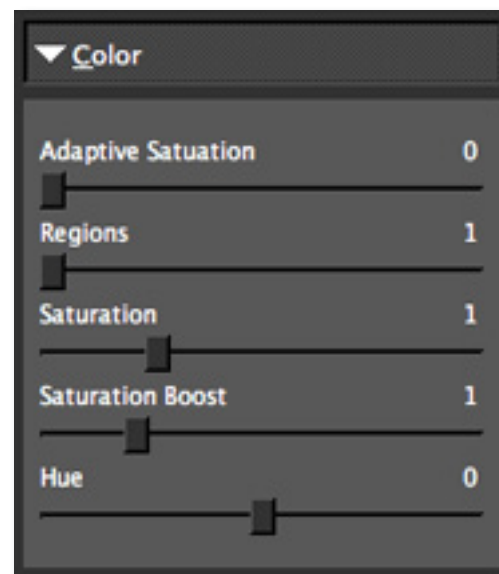 Color
Adaptive Satuation 0
Regions 1
Saturation 1
Saturation Boost 1
Hue 0